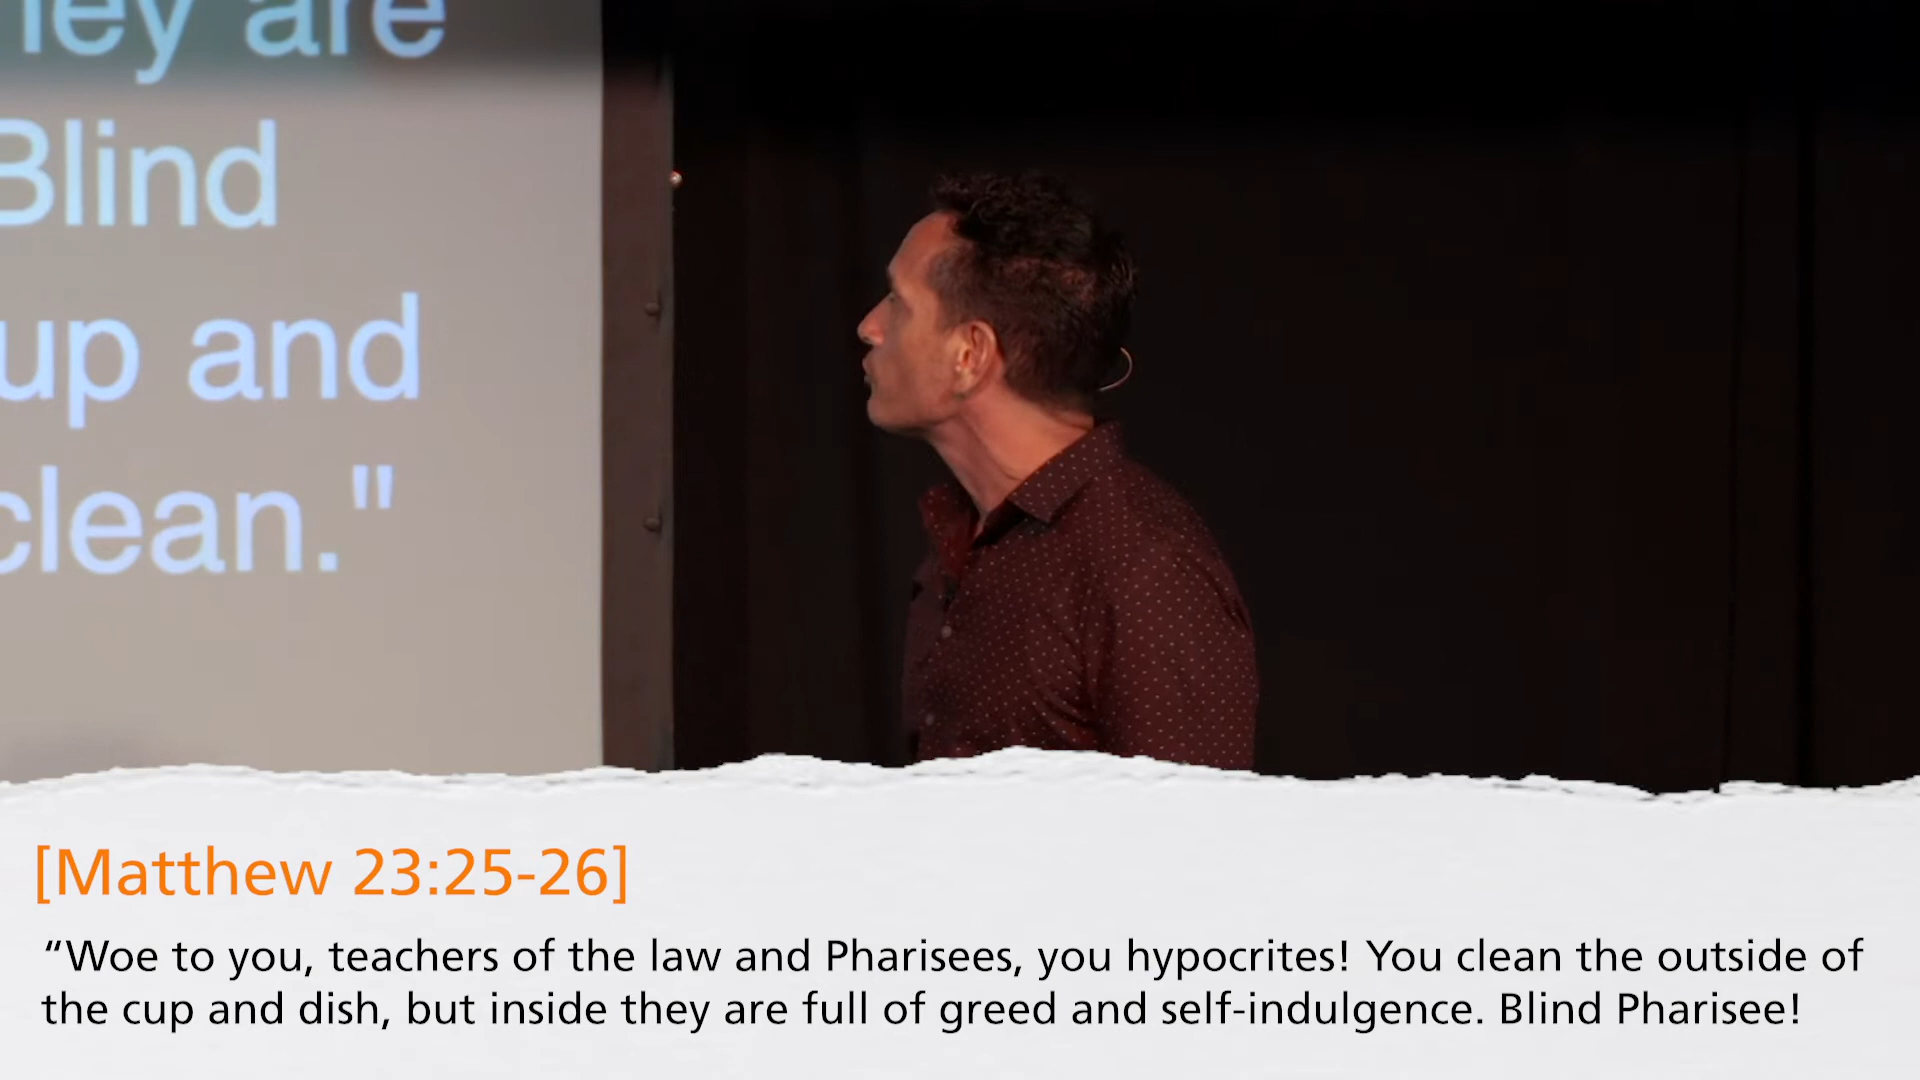 hey are
Blind
up and
clean."
[Matthew 23:25-26]
“Woe to you, teachers of the law and Pharisees, you hypocrites! You clean the outside of
the cup and dish, but inside they are full of greed and self-indulgence. Blind Pharisee!